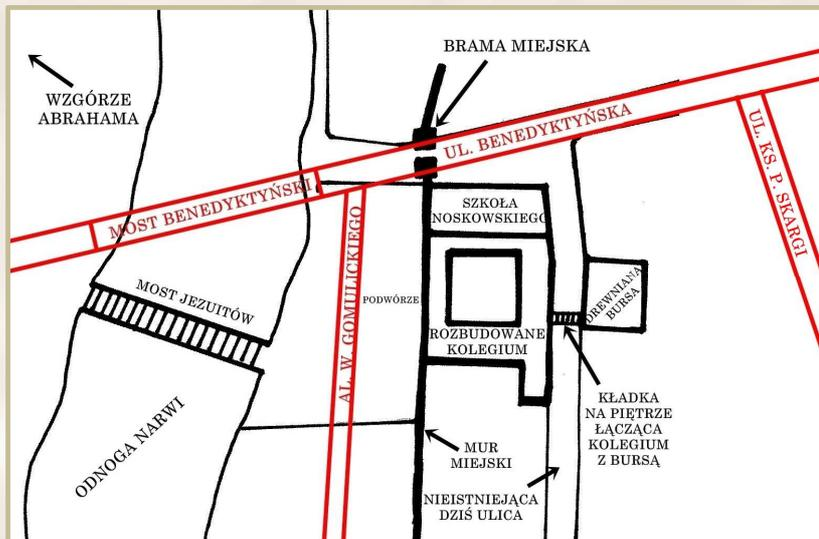 BRAMA MIEJSKA
WZGÓRZE
ABRAHAMA
UL. BENEDYKTYŃSKA
UL. KS. P. SKARGI
MOST BENEDYKTYŃSKI
SZKOŁA
NOSKOWSKIEGO
AL. W. GOMULICKIEGO
MOST JEZUITÓW
PODWÓRZE
DREWNIANA
BURSA
ROZBUDOWANE
KOLEGIUM
ODNOGA NARWI
KŁADKA
NA PIĘTRZE
ŁĄCZĄCA
KOLEGIUM
Z BURSĄ
MUR
MIEJSKI
NIEISTNIEJĄCA
DZIŚ ULICA